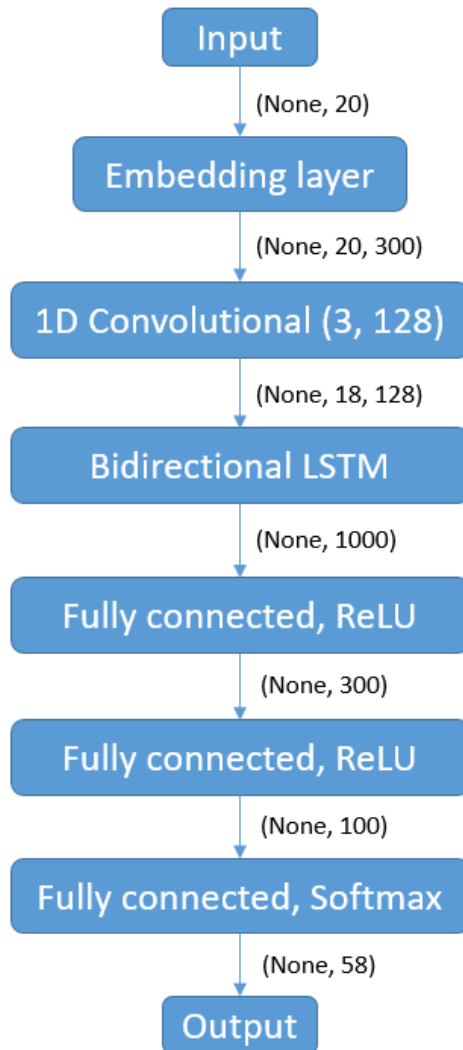 Input
(None, 20)
Embedding layer
(None, 20, 300)
1D Convolutional (3, 128)
(None, 18, 128)
Bidirectional LSTM
(None, 1000)
Fully connected, ReLU
(None, 300)
Fully connected, ReLU
(None, 100)
Fully connected, Softmax
(None, 58)
Output